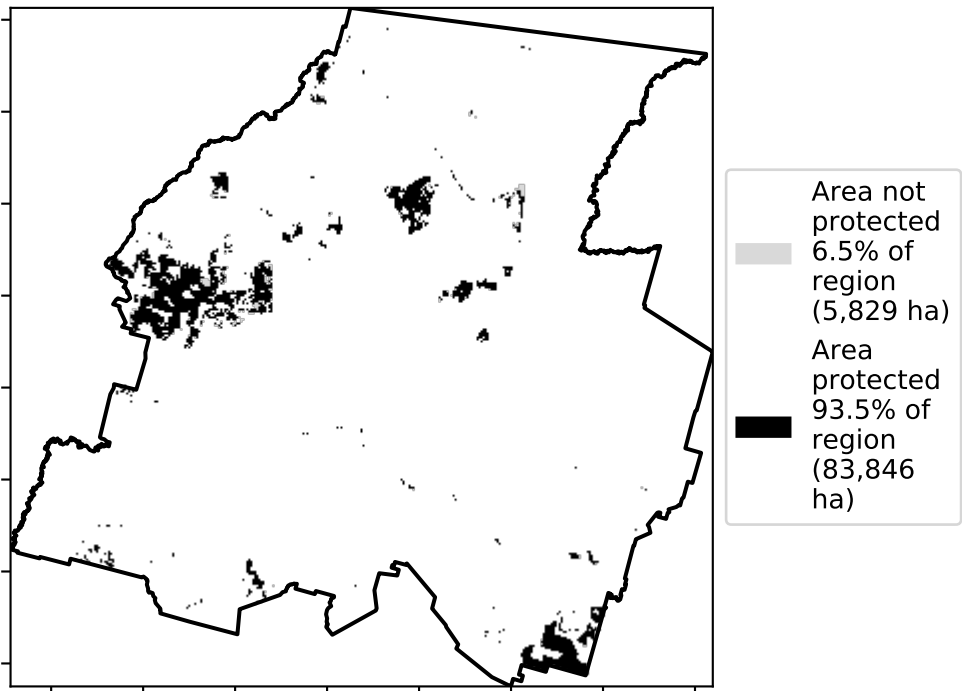 Area not
protected
6.5% of
region
(5,829 ha)
Area
protected
93.5% of
region
(83,846
ha)